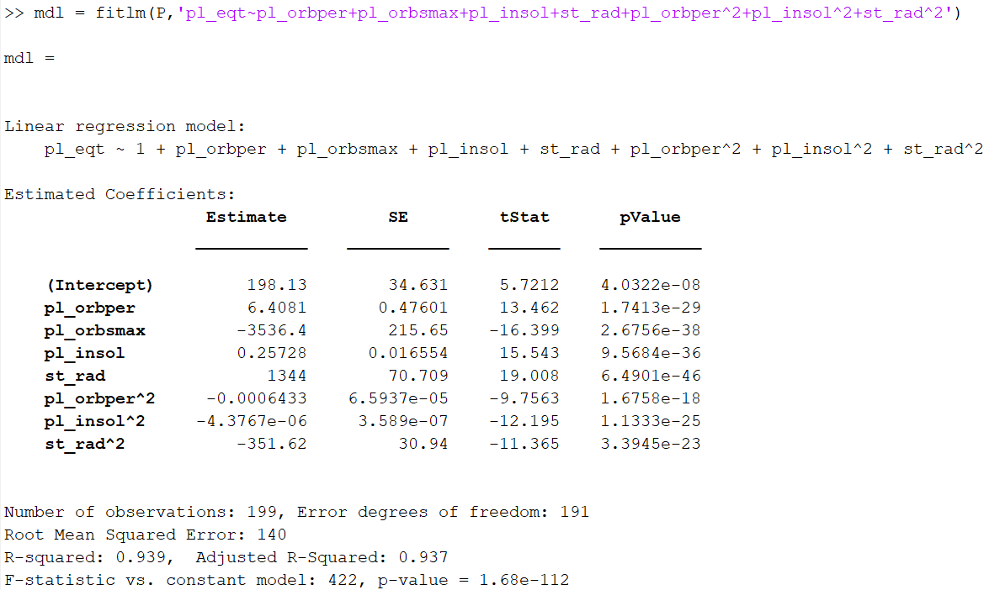 >> mdl = fitlm(P,'pl_eqt~pl_orbper+pl_orbsmax+pl_insol+st_rad+pl_orbper^2+pl_insol^2+st_rad^2')
mdl =
Linear regression model:
pl_eqt ~ 1 + pl_orbper + pl_orbsmax + pl_insol + st_rad + pl_orbper^2 + pl_insol^2 + st_rad^2
Estimated Coefficients:
Estimate SE tStat pValue
(Intercept) 198.13 34.631 5.7212 4.0322e-08
pl_orbper 6.4081 0.47601 13.462 1.7413e-29
pl_orbsmax -3536.4 215.65 -16.399 2.6756e-38
pl_insol 0.25728 0.016554 15.543 9.5684e-36
st_rad 1344 70.709 19.008 6.4901e-46
pl_orbper^2 -0.0006433 6.5937e-05 -9.7563 1.6758e-18
pl_insol^2 -4.3767e-06 3.589e-07 -12.195 1.1333e-25
st_rad^2 -351.62 30.94 -11.365 3.3945e-23
Number of observations: 199, Error degrees of freedom: 191
Root Mean Squared Error: 140
R-squared: 0.939, Adjusted R-Squared: 0.937
F-statistic vs. constant model: 422, p-value = 1.68e-112